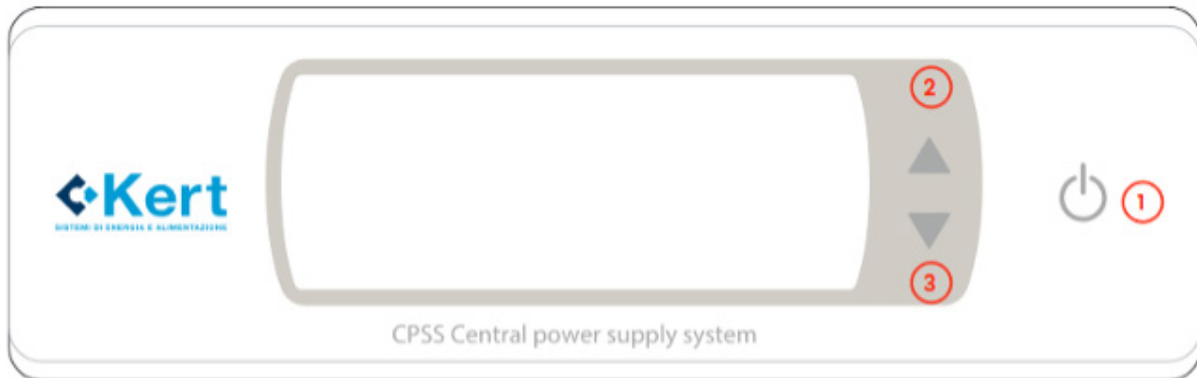 2
Kert
SISTEMI DI ENERGIA E ALIMENTAZIONE
1
3
CPSS Central power supply system